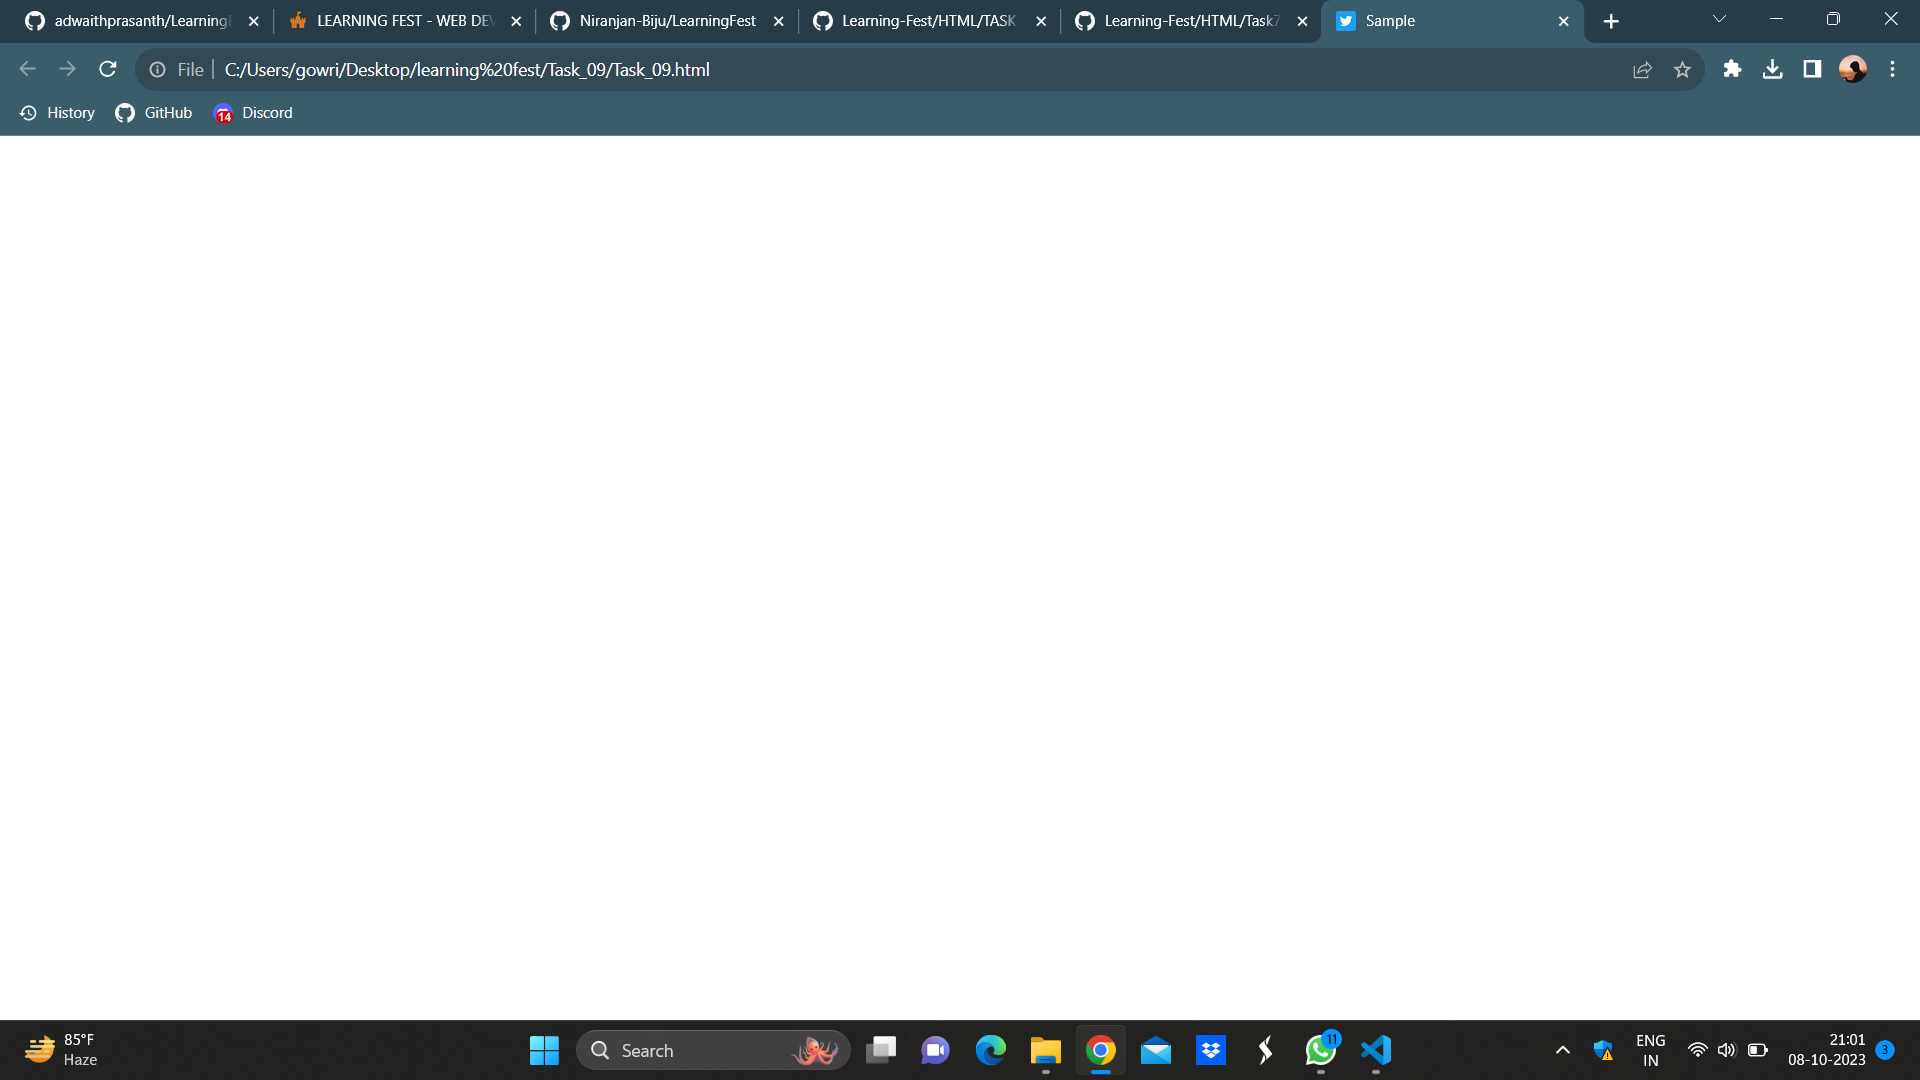 adwaithprasanth/Learningf
LEARNING FEST - WEB DEV
Niranjan-Biju/LearningFest
Learning-Fest/HTML/TASK
Learning-Fest/HTML/Task7
Sample
File
C:/Users/gowri/Desktop/learning%20fest/Task_09/Task_09.html
History
GitHub
14
Discord
85°F
Haze
Search
11
ENG
IN
21:01
08-10-2023
3